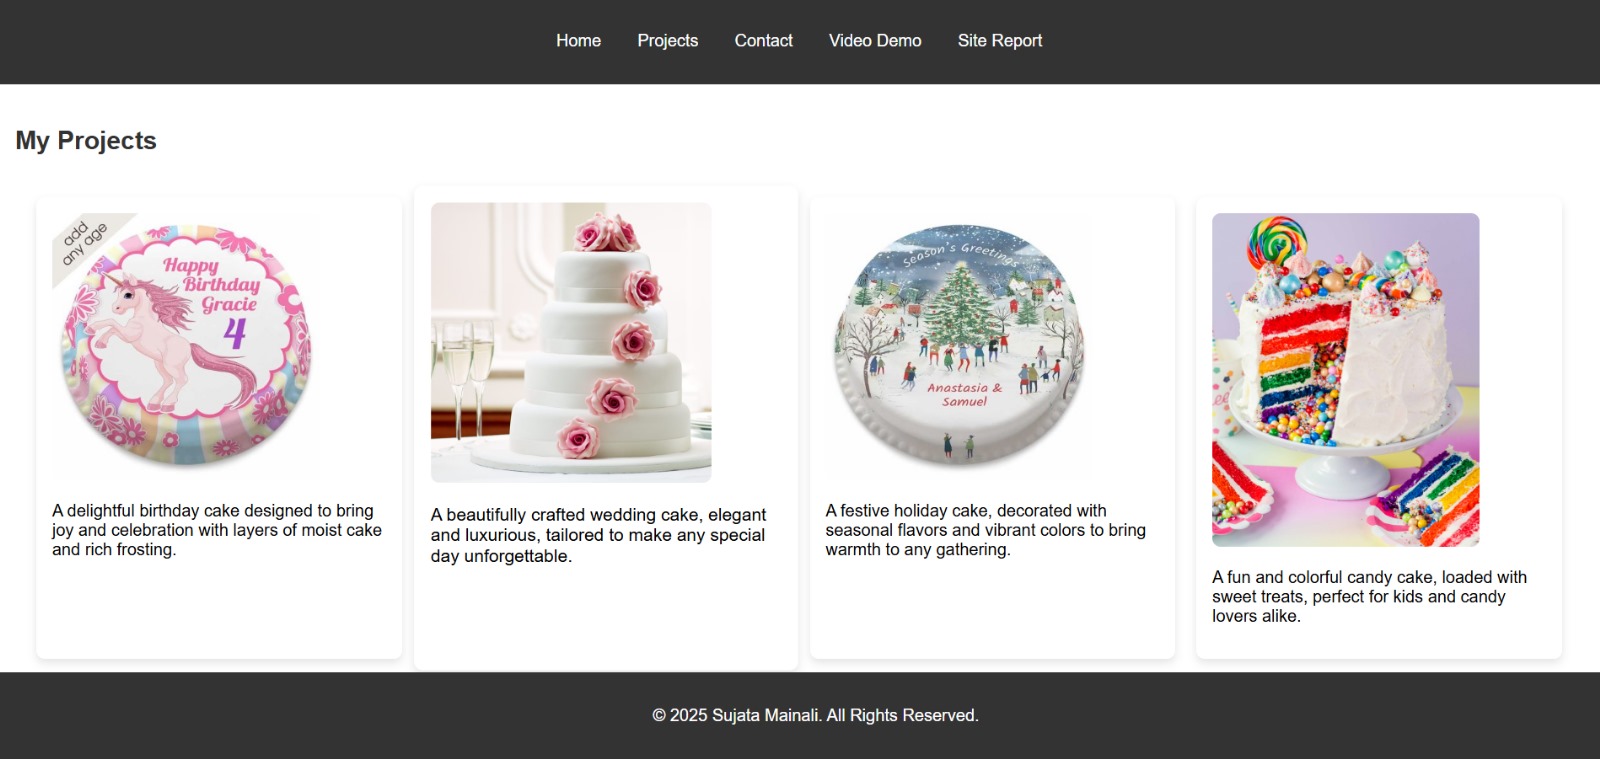 Home Projects Contact Video Demo Site Report
My Projects
add
any age
Happy
Birthday
Gracie
4
A delightful birthday cake designed to bring
joy and celebration with layers of moist cake
and rich frosting.
A beautifully crafted wedding cake, elegant
and luxurious, tailored to make any special
day unforgettable.
Season's Greetings
Anastasia &
Samuel
A festive holiday cake, decorated with
seasonal flavors and vibrant colors to bring
warmth to any gathering.
A fun and colorful candy cake, loaded with
sweet treats, perfect for kids and candy
lovers alike.
© 2025 Sujata Mainali. All Rights Reserved.